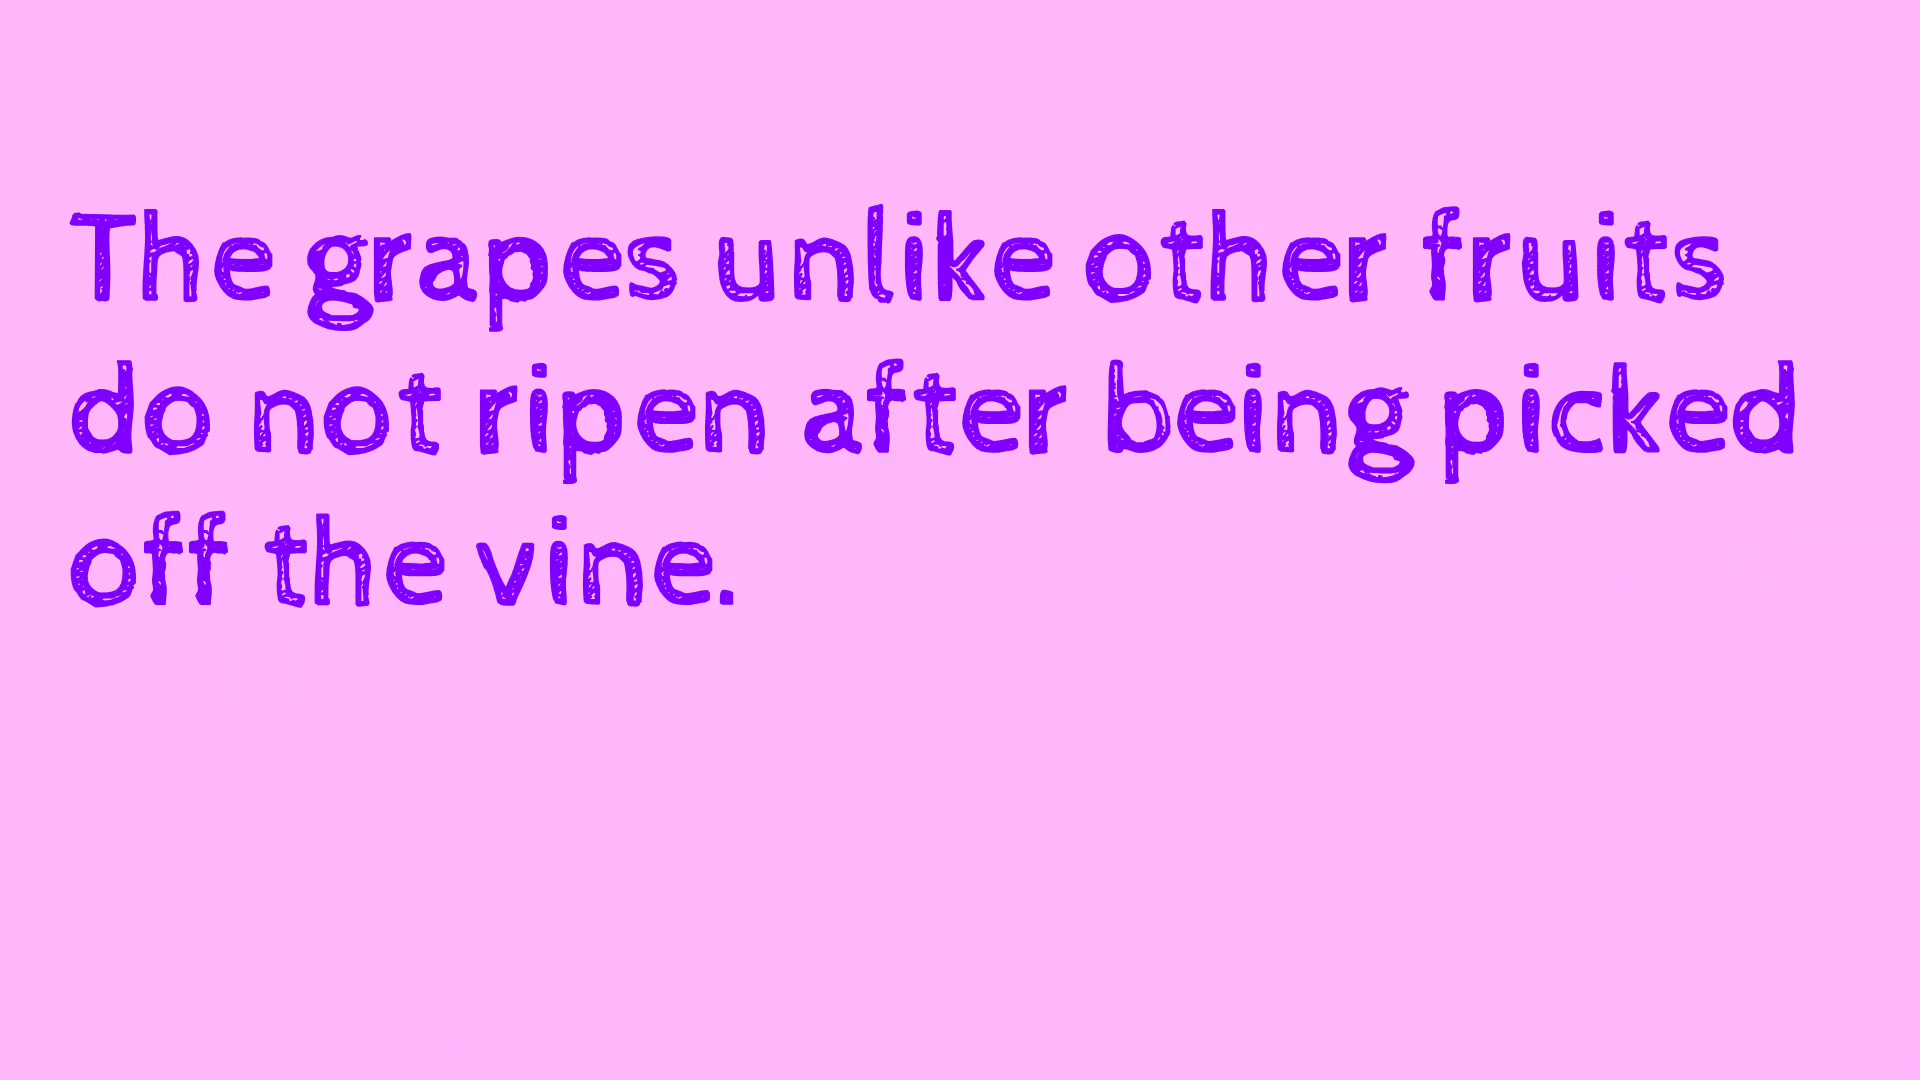 The grapes unlike other fruits
do not ripen after being picked
off the vine.